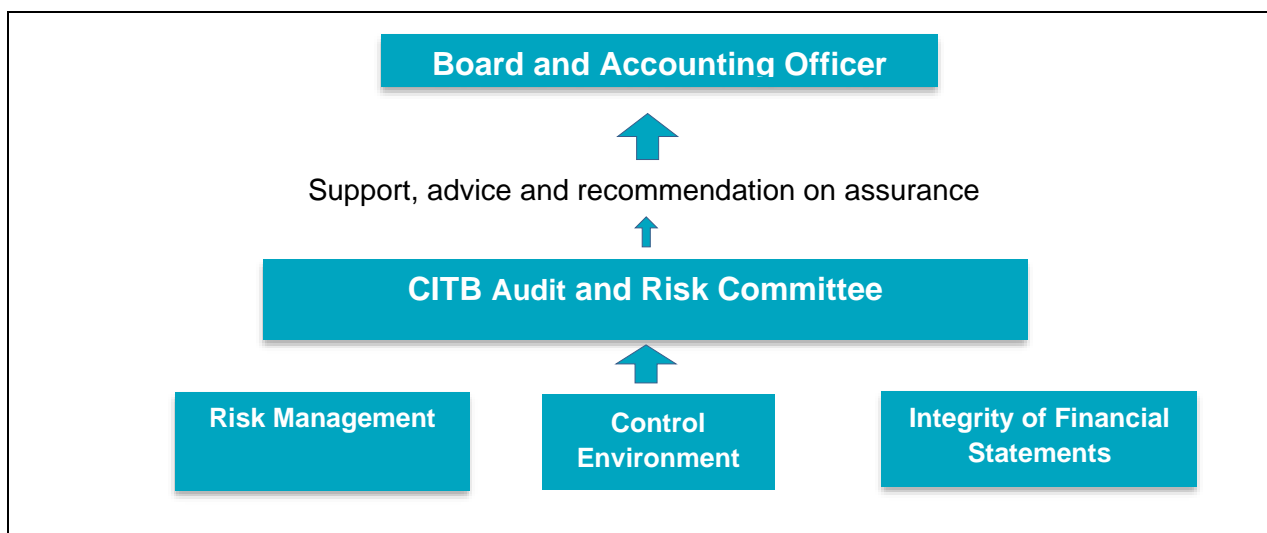 Board and Accounting Officer
Support, advice and recommendation on assurance
CITB Audit and Risk Committee
Risk Management
Control
Environment
Integrity of Financial
Statements